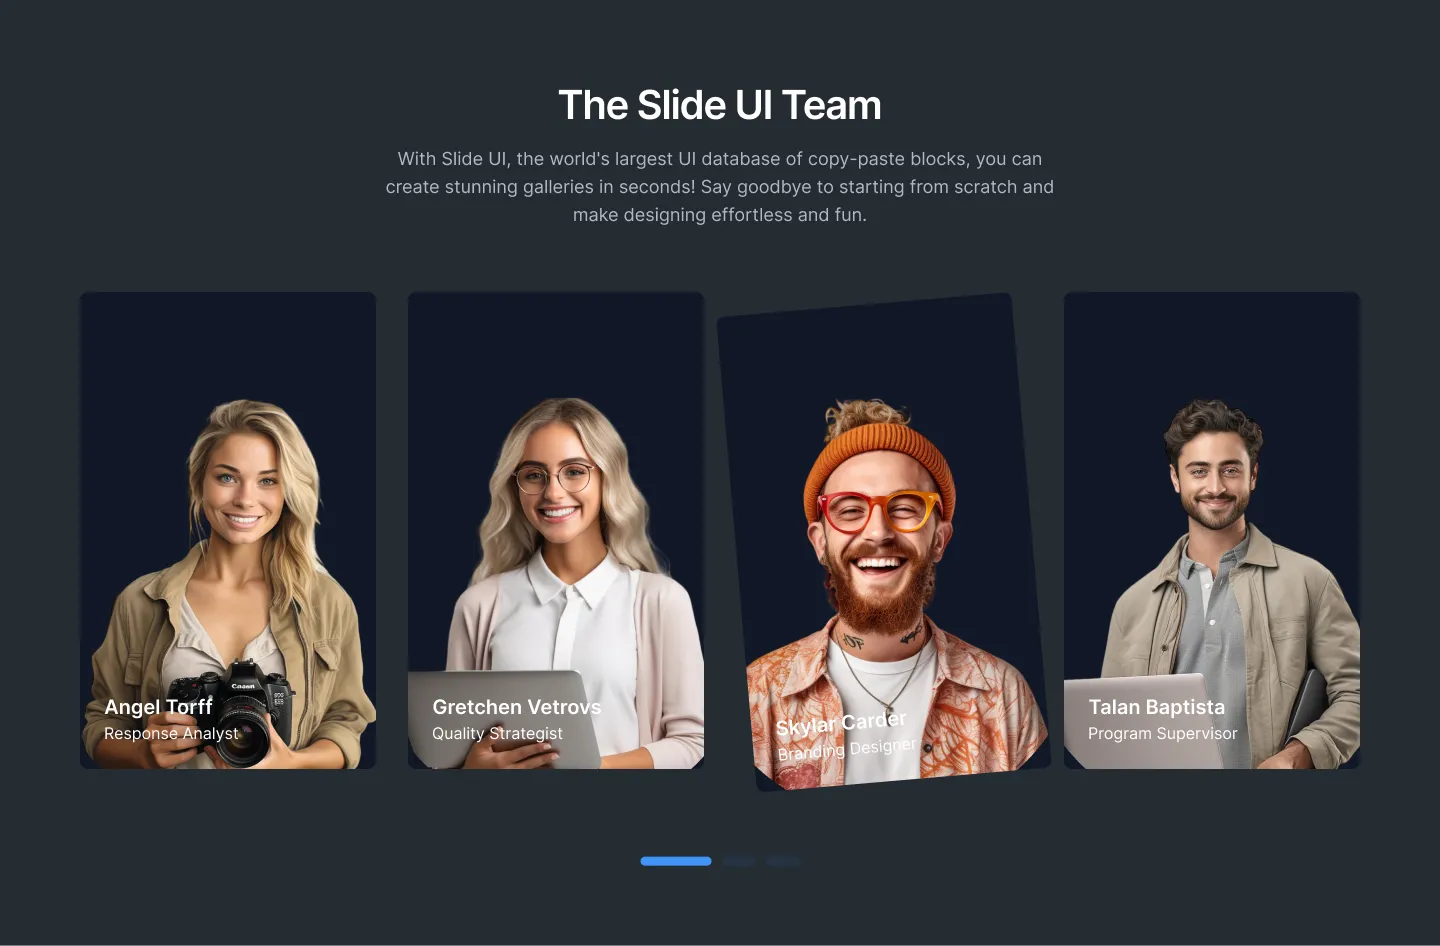 The Slide UI Team
With Slide UI, the world's largest UI database of copy-paste blocks, you can
create stunning galleries in seconds! Say goodbye to starting from scratch and
make designing effortless and fun.
Angel Torff
Response Analyst
Canon
Gretchen Vetrovs
Quality Strategist
Skylar Carder
Branding Designer
Talan Baptista
Program Supervisor